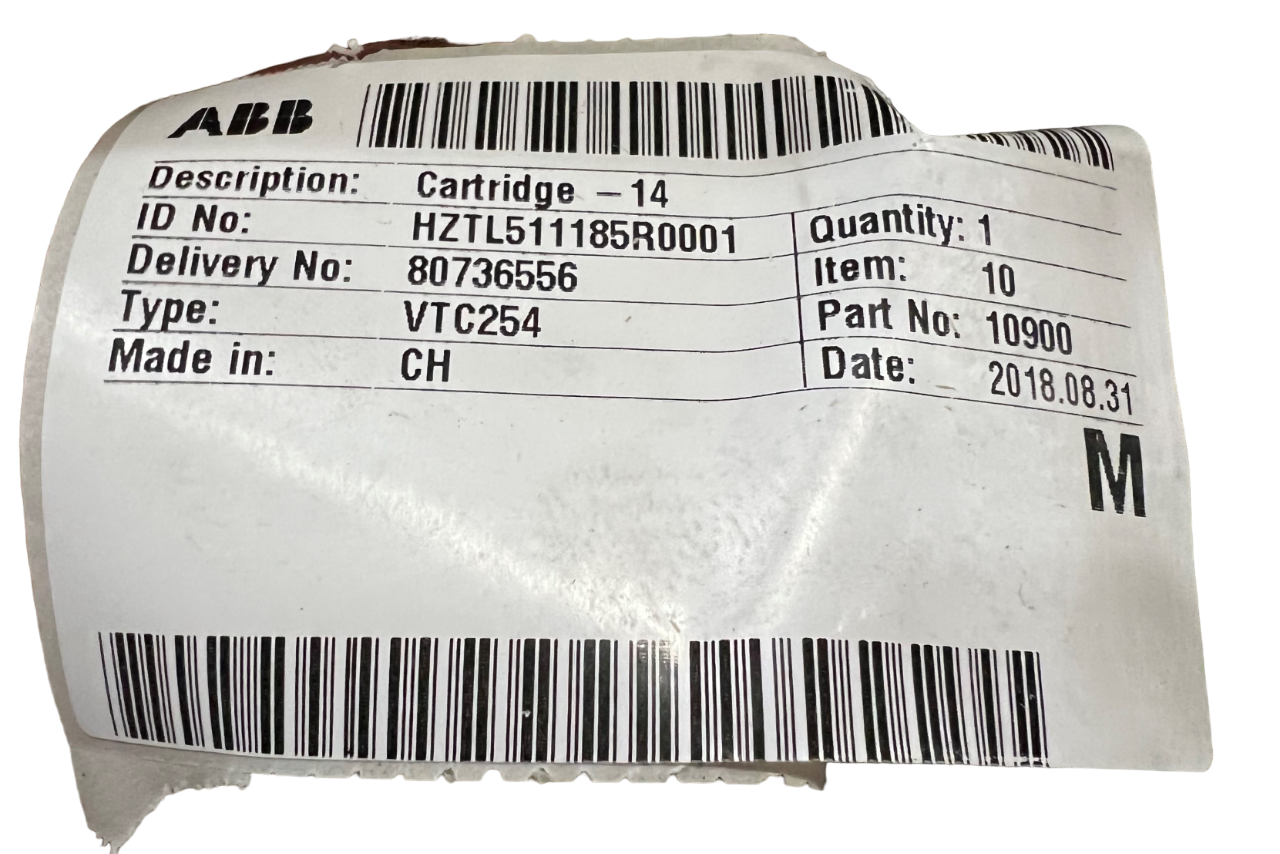 ABB
Description: Cartridge -14
ID No: HZTL511185R0001 Quantity: 1
Delivery No: 80736556 Item: 10
Type: VTC254 Part No: 10900
Made in: CH Date: 2018.08.31
M